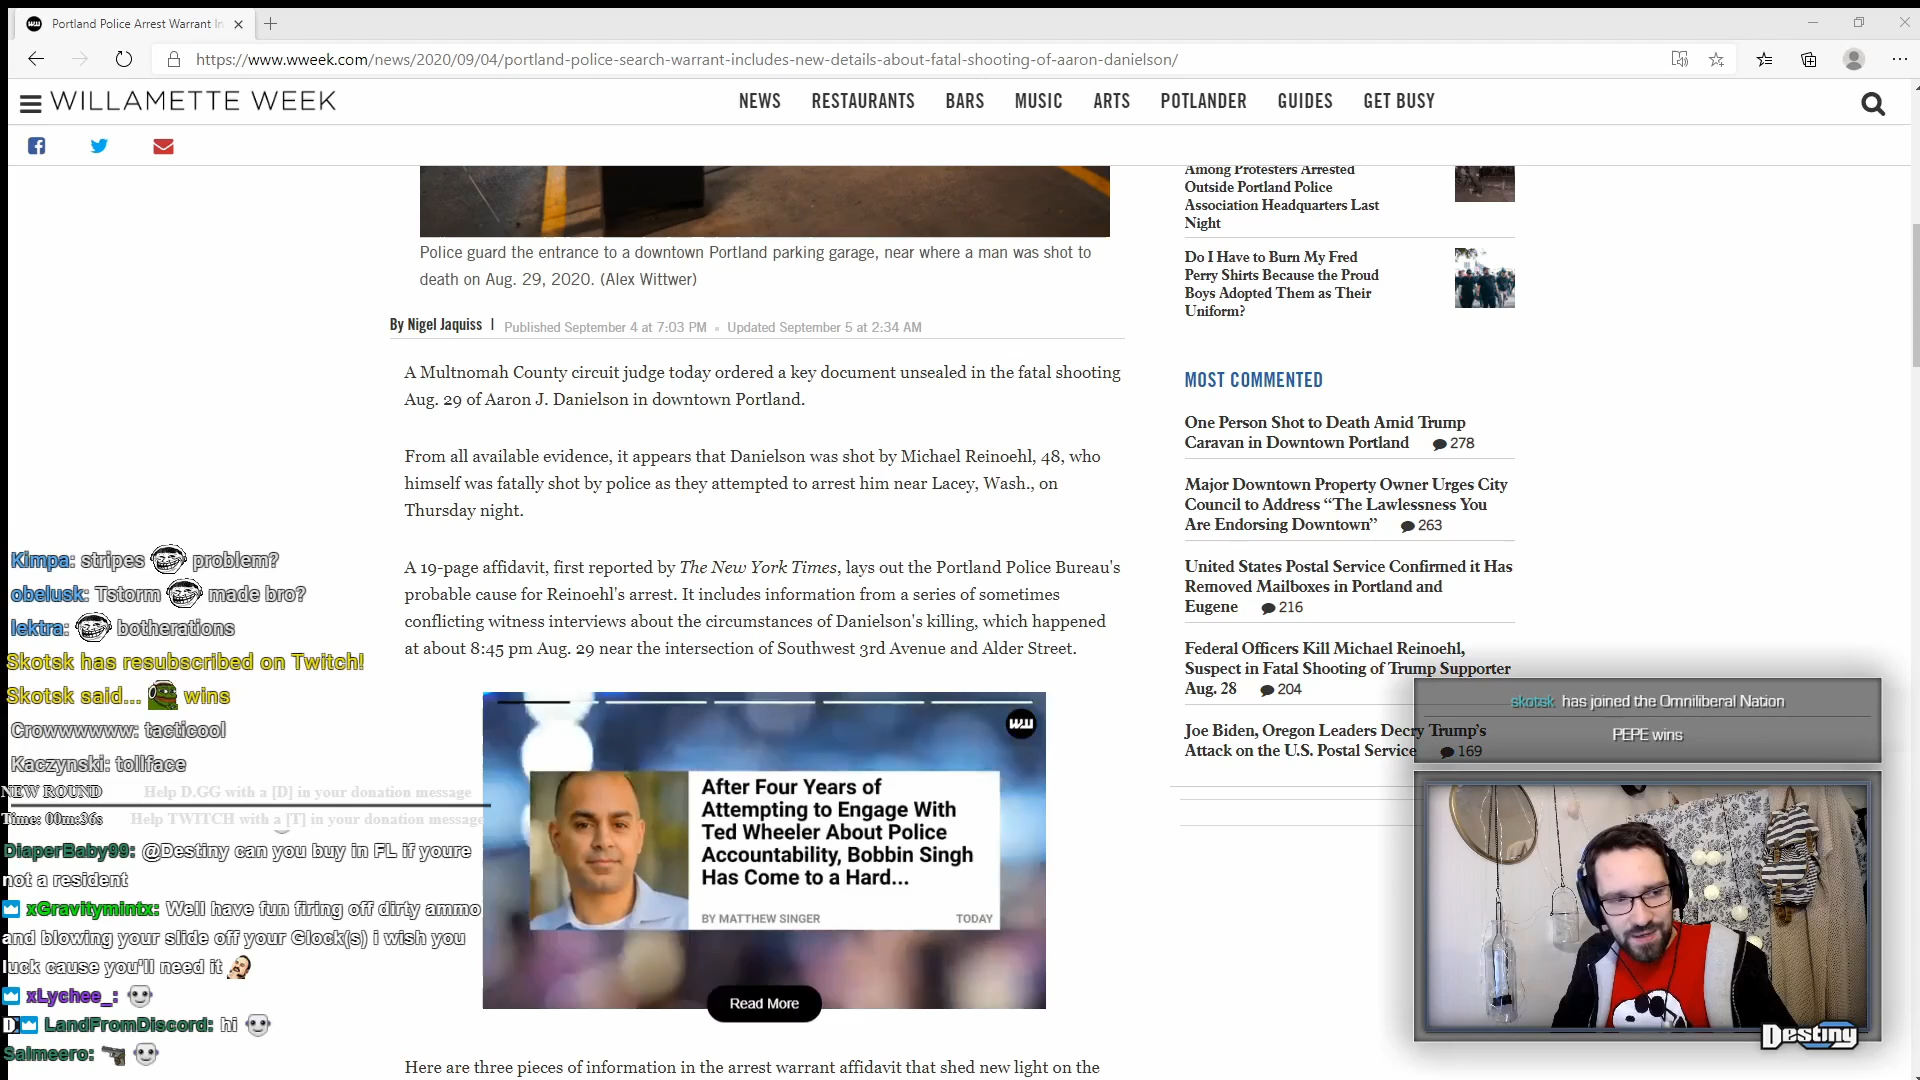 Portland Police Arrest Warrant In
https://www.wweek.com/news/2020/09/04/portland-police-search-warrant-includes-new-details-about-fatal-shooting-of-aaron-danielson/
WILLAMETTE WEEK
NEWS RESTAURANTS BARS MUSIC ARTS POTLANDER GUIDES GET BUSY
Police guard the entrance to a downtown Portland parking garage, near where a man was shot to
death on Aug. 29, 2020. (Alex Wittwer)
By Nigel Jaquiss | Published September 4 at 7:03 PM • Updated September 5 at 2:34 AM
A Multnomah County circuit judge today ordered a key document unsealed in the fatal shooting
Aug. 29 of Aaron J. Danielson in downtown Portland.
From all available evidence, it appears that Danielson was shot by Michael Reinoehl, 48, who
himself was fatally shot by police as they attempted to arrest him near Lacey, Wash., on
Thursday night.
A 19-page affidavit, first reported by The New York Times, lays out the Portland Police Bureau's
probable cause for Reinoehl's arrest. It includes information from a series of sometimes
conflicting witness interviews about the circumstances of Danielson's killing, which happened
at about 8:45 pm Aug. 29 near the intersection of Southwest 3rd Avenue and Alder Street.
WW
After Four Years of
Attempting to Engage With
Ted Wheeler About Police
Accountability, Bobbin Singh
Has Come to a Hard...
BY MATTHEW SINGER TODAY
Read More
Here are three pieces of information in the arrest warrant affidavit that shed new light on the
Among Protesters Arrested
Outside Portland Police
Association Headquarters Last
Night
Do I Have to Burn My Fred
Perry Shirts Because the Proud
Boys Adopted Them as Their
Uniform?
MOST COMMENTED
One Person Shot to Death Amid Trump
Caravan in Downtown Portland 278
Major Downtown Property Owner Urges City
Council to Address “The Lawlessness You
Are Endorsing Downtown” 263
United States Postal Service Confirmed it Has
Removed Mailboxes in Portland and
Eugene 216
Federal Officers Kill Michael Reinoehl,
Suspect in Fatal Shooting of Trump Supporter
Aug. 28 204
Joe Biden, Oregon Leaders Decry Trump’s
Attack on the U.S. Postal Service 169
Kimpa: stripes problem?
obelusk: Tstorm made bro?
lektra: botherations
Skotsk has resubscribed on Twitch!
Skotsk said... wins
Crowwwwww: tacticool
Kaczynski: tollface
NEW ROUND Help D.GG with a [D] in your donation message
Time: 00m:36s Help TWITCH with a [T] in your donation message
DiaperBaby99: @Destiny can you buy in FL if youre
not a resident
xGravitymintx: Well have fun firing off dirty ammo
and blowing your slide off your Glock(s) i wish you
luck cause you'll need it
xLychee_:
D LandFromDiscord: hi
Salmeero:
skotsk has joined the Omniliberal Nation
PEPE wins
Destiny